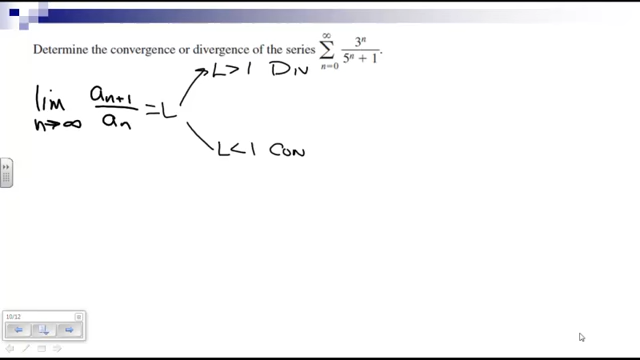 Determine the convergence or divergence of the series ∑_{n=0}^{∞} 3^n / (5^n + 1).
L > 1 Div
lim_{n→∞} a_{n+1} / a_n = L
L < 1 Con
10/12